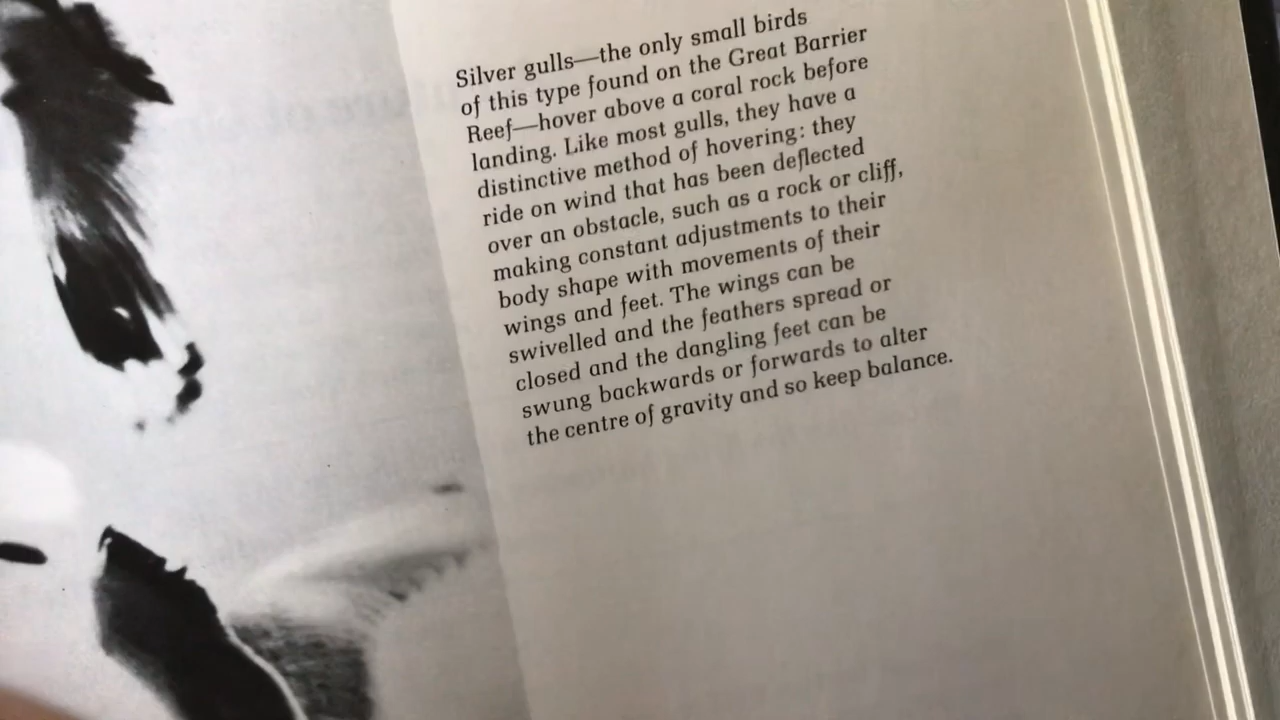 Silver gulls—the only small birds
of this type found on the Great Barrier
Reef—hover above a coral rock before
landing. Like most gulls, they have a
distinctive method of hovering: they
ride on wind that has been deflected
over an obstacle, such as a rock or cliff,
making constant adjustments to their
body shape with movements of their
wings and feet. The wings can be
swivelled and the feathers spread or
closed and the dangling feet can be
swung backwards or forwards to alter
the centre of gravity and so keep balance.